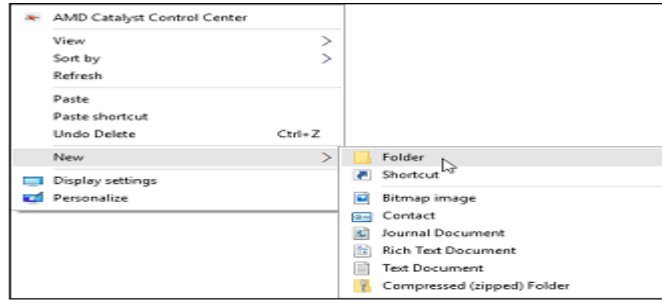 AMD Catalyst Control Center
View
Sort by
Refresh
Paste
Paste shortcut
Undo Delete Ctrl+Z
New
Folder
Shortcut
Display settings
Personalize
Bitmap image
Contact
Journal Document
Rich Text Document
Text Document
Compressed (zipped) Folder